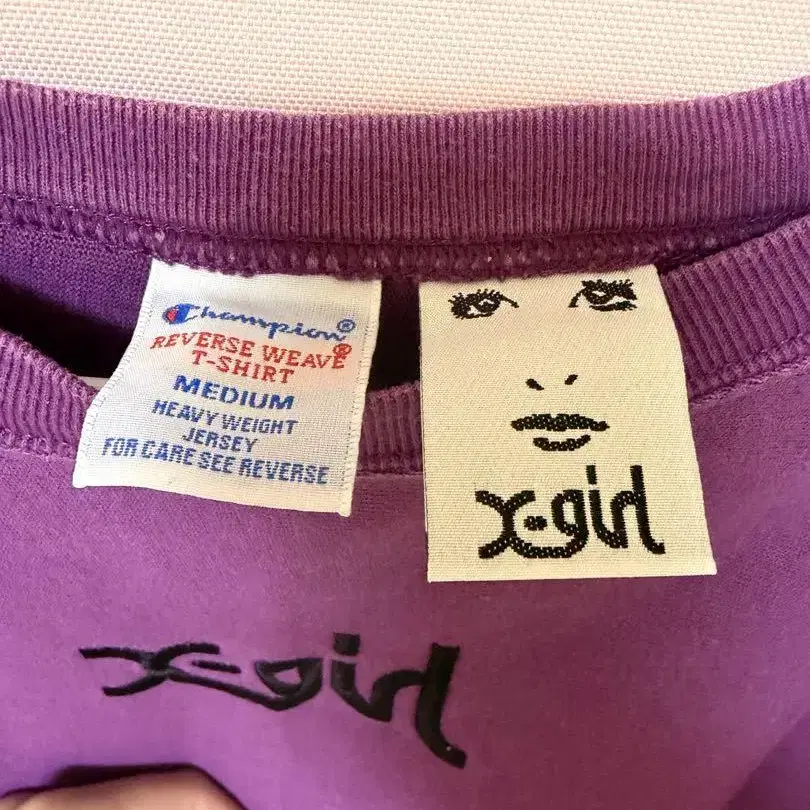 Champion®
REVERSE WEAVE®
T-SHIRT
MEDIUM
HEAVY WEIGHT
JERSEY
FOR CARE SEE REVERSE
X-girl
X-girl